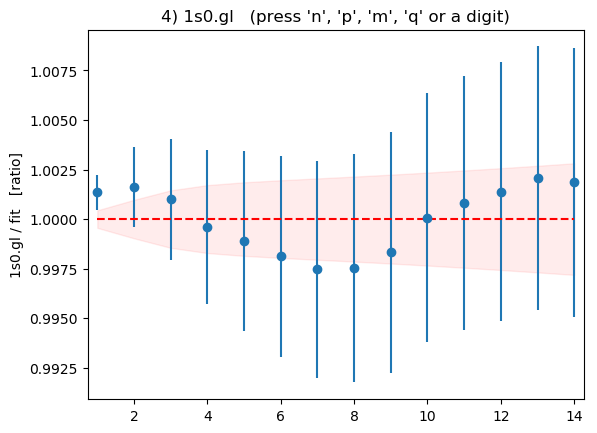 4) 1s0.gl   (press 'n', 'p', 'm', 'q' or a digit)
1s0.gl / fit   [ratio]
1.0075
1.0050
1.0025
1.0000
0.9975
0.9950
0.9925
2 4 6 8 10 12 14